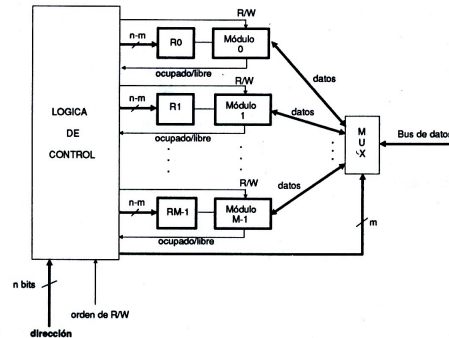 R/W
n-m
R0
Módulo
0
ocupado/libre
datos
R/W
n-m
R1
Módulo
1
ocupado/libre
datos
LOGICA
DE
CONTROL
M
U
X
Bus de datos
R/W
n-m
RM-1
Módulo
M-1
ocupado/libre
datos
m
n bits
orden de R/W
dirección